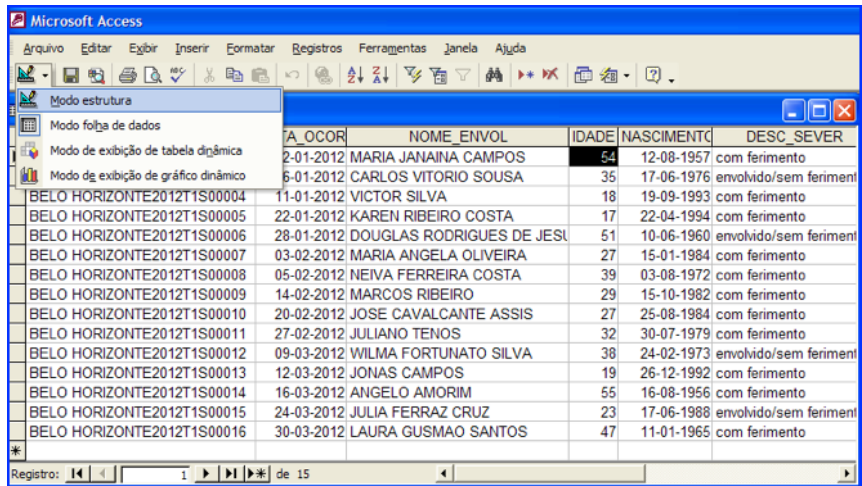 Microsoft Access
Arquivo Editar Exibir Inserir Formatar Registros Ferramentas Janela Ajuda
Modo estrutura
Modo folha de dados
Modo de exibição de tabela dinâmica
Modo de exibição de gráfico dinâmico
TA_OCOR NOME_ENVOL IDADE NASCIMENTO DESC_SEVER
2-01-2012 MARIA JANAINA CAMPOS 54 12-08-1957 com ferimento
6-01-2012 CARLOS VITORIO SOUSA 35 17-06-1976 envolvido/sem feriment
BELO HORIZONTE2012T1S00004 11-01-2012 VICTOR SILVA 18 19-09-1993 com ferimento
BELO HORIZONTE2012T1S00005 22-01-2012 KAREN RIBEIRO COSTA 17 22-04-1994 com ferimento
BELO HORIZONTE2012T1S00006 28-01-2012 DOUGLAS RODRIGUES DE JESU 51 10-06-1960 envolvido/sem feriment
BELO HORIZONTE2012T1S00007 03-02-2012 MARIA ANGELA OLIVEIRA 27 15-01-1984 com ferimento
BELO HORIZONTE2012T1S00008 05-02-2012 NEIVA FERREIRA COSTA 39 03-08-1972 com ferimento
BELO HORIZONTE2012T1S00009 14-02-2012 MARCOS RIBEIRO 29 15-10-1982 com ferimento
BELO HORIZONTE2012T1S00010 20-02-2012 JOSE CAVALCANTE ASSIS 27 25-08-1984 com ferimento
BELO HORIZONTE2012T1S00011 27-02-2012 JULIANO TENOS 32 30-07-1979 com ferimento
BELO HORIZONTE2012T1S00012 09-03-2012 WILMA FORTUNATO SILVA 38 24-02-1973 envolvido/sem feriment
BELO HORIZONTE2012T1S00013 12-03-2012 JONAS CAMPOS 19 26-12-1992 com ferimento
BELO HORIZONTE2012T1S00014 16-03-2012 ANGELO AMORIM 55 16-08-1956 com ferimento
BELO HORIZONTE2012T1S00015 24-03-2012 JULIA FERRAZ CRUZ 23 17-06-1988 envolvido/sem feriment
BELO HORIZONTE2012T1S00016 30-03-2012 LAURA GUSMAO SANTOS 47 11-01-1965 com ferimento
Registro: 1 de 15